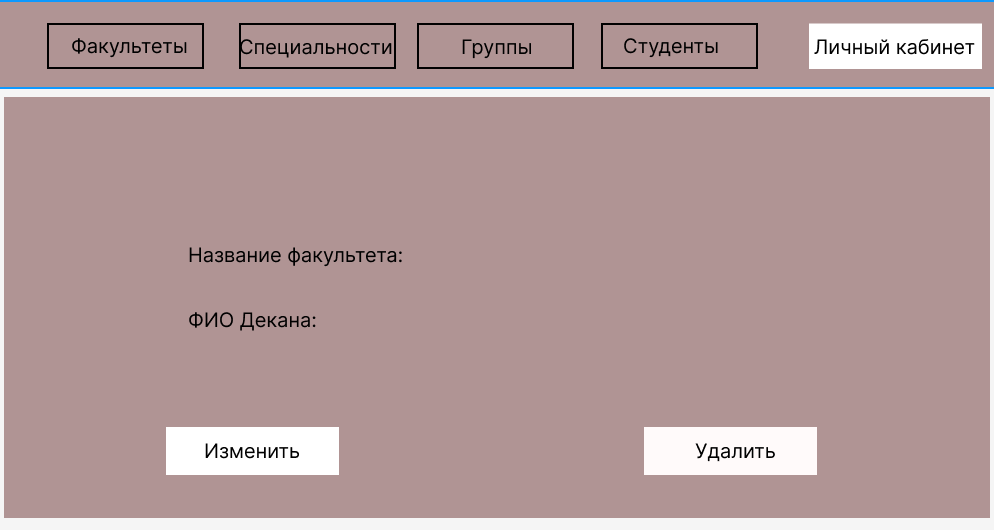 Факультеты Специальности Группы Студенты Личный кабинет
Название факультета:
ФИО Декана:
Изменить Удалить